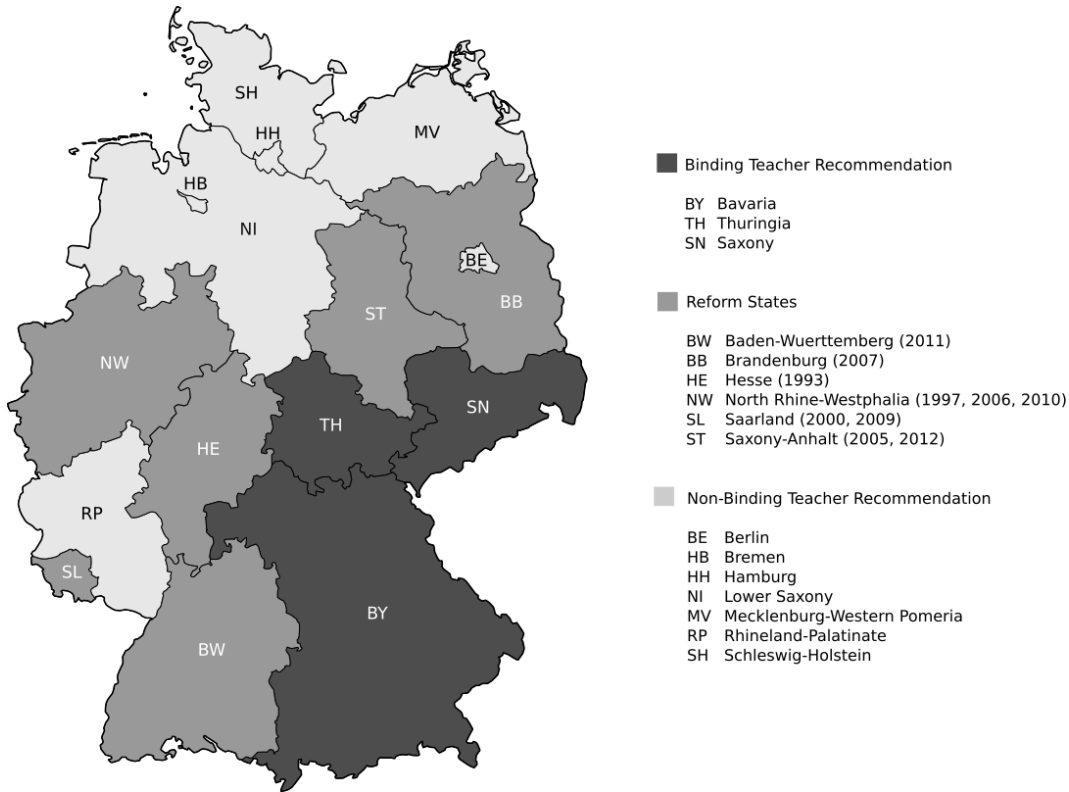 SH
HH
MV
HB
NI
BE
BB
ST
NW
SN
TH
HE
RP
SL
BY
BW
Binding Teacher Recommendation
BY Bavaria
TH Thuringia
SN Saxony
Reform States
BW Baden-Wuerttemberg (2011)
BB Brandenburg (2007)
HE Hesse (1993)
NW North Rhine-Westphalia (1997, 2006, 2010)
SL Saarland (2000, 2009)
ST Saxony-Anhalt (2005, 2012)
Non-Binding Teacher Recommendation
BE Berlin
HB Bremen
HH Hamburg
NI Lower Saxony
MV Mecklenburg-Western Pomeria
RP Rhineland-Palatinate
SH Schleswig-Holstein